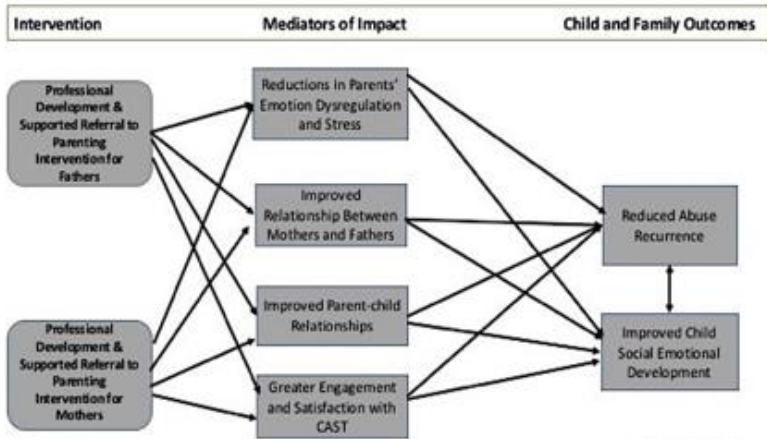 Intervention
Mediators of Impact
Child and Family Outcomes
Professional
Development &
Supported Referral to
Parenting
Intervention for
Fathers
Professional
Development &
Supported Referral to
Parenting
Intervention for
Mothers
Reductions In Parents'
Emotion Dysregulation
and Stress
Improved
Relationship Between
Mothers and Fathers
Improved Parent-child
Relationships
Greater Engagement
and Satisfaction with
CAST
Reduced Abuse
Recurrence
Improved Child
Social Emotional
Development